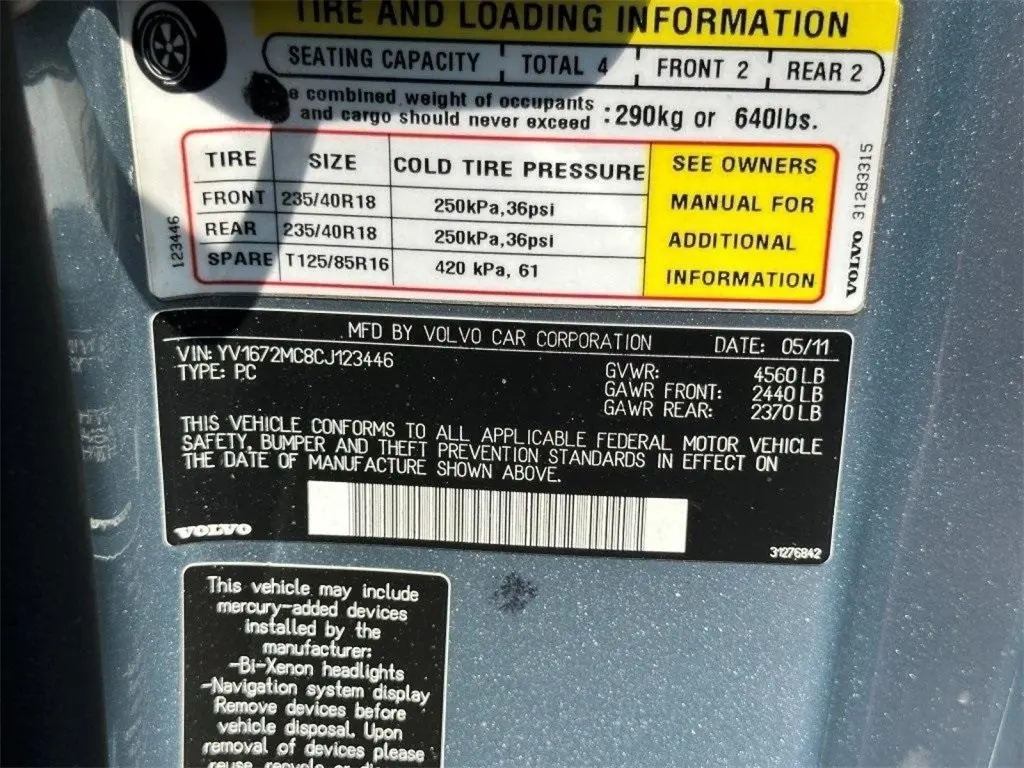 TIRE AND LOADING INFORMATION
SEATING CAPACITY TOTAL 4 FRONT 2 REAR 2
combined weight of occupants
and cargo should never exceed :290kg or 640lbs.
TIRE SIZE COLD TIRE PRESSURE
FRONT 235/40R18 250kPa,36psi
REAR 235/40R18 250kPa,36psi
SPARE T125/85R16 420 kPa, 61
SEE OWNERS
MANUAL FOR
ADDITIONAL
INFORMATION
123446
VOLVO 31283315
MFD BY VOLVO CAR CORPORATION DATE: 05/11
VIN: YV1672MC8CJ123446
TYPE: PC
GVWR: 4560 LB
GAWR FRONT: 2440 LB
GAWR REAR: 2370 LB
THIS VEHICLE CONFORMS TO ALL APPLICABLE FEDERAL MOTOR VEHICLE
SAFETY, BUMPER AND THEFT PREVENTION STANDARDS IN EFFECT ON
THE DATE OF MANUFACTURE SHOWN ABOVE.
VOLVO
31276842
This vehicle may include
mercury-added devices
installed by the
manufacturer:
-Bi-Xenon headlights
-Navigation system display
Remove devices before
vehicle disposal. Upon
removal of devices please